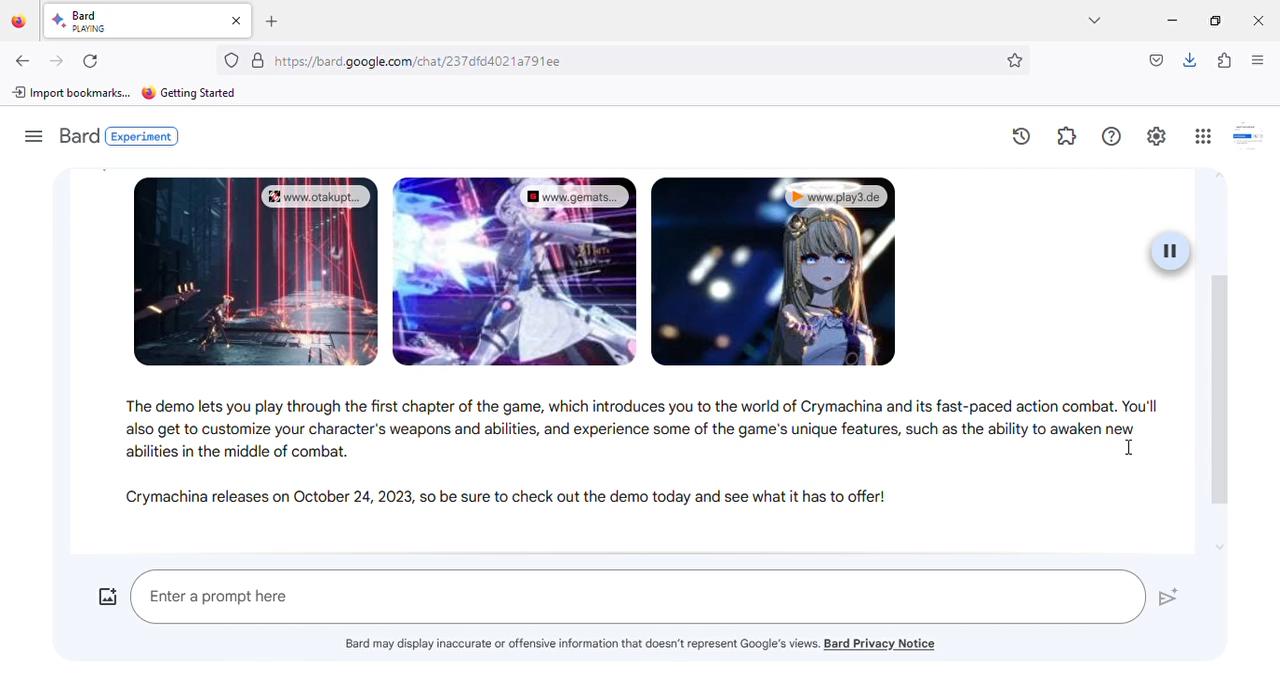 Bard
PLAYING
https://bard.google.com/chat/237dfd4021a791ee
Import bookmarks... Getting Started
Bard Experiment
www.otakupt... www.gemats... www.play3.de
The demo lets you play through the first chapter of the game, which introduces you to the world of Crymachina and its fast-paced action combat. You'll
also get to customize your character's weapons and abilities, and experience some of the game's unique features, such as the ability to awaken new
abilities in the middle of combat.
Crymachina releases on October 24, 2023, so be sure to check out the demo today and see what it has to offer!
Enter a prompt here
Bard may display inaccurate or offensive information that doesn't represent Google's views. Bard Privacy Notice